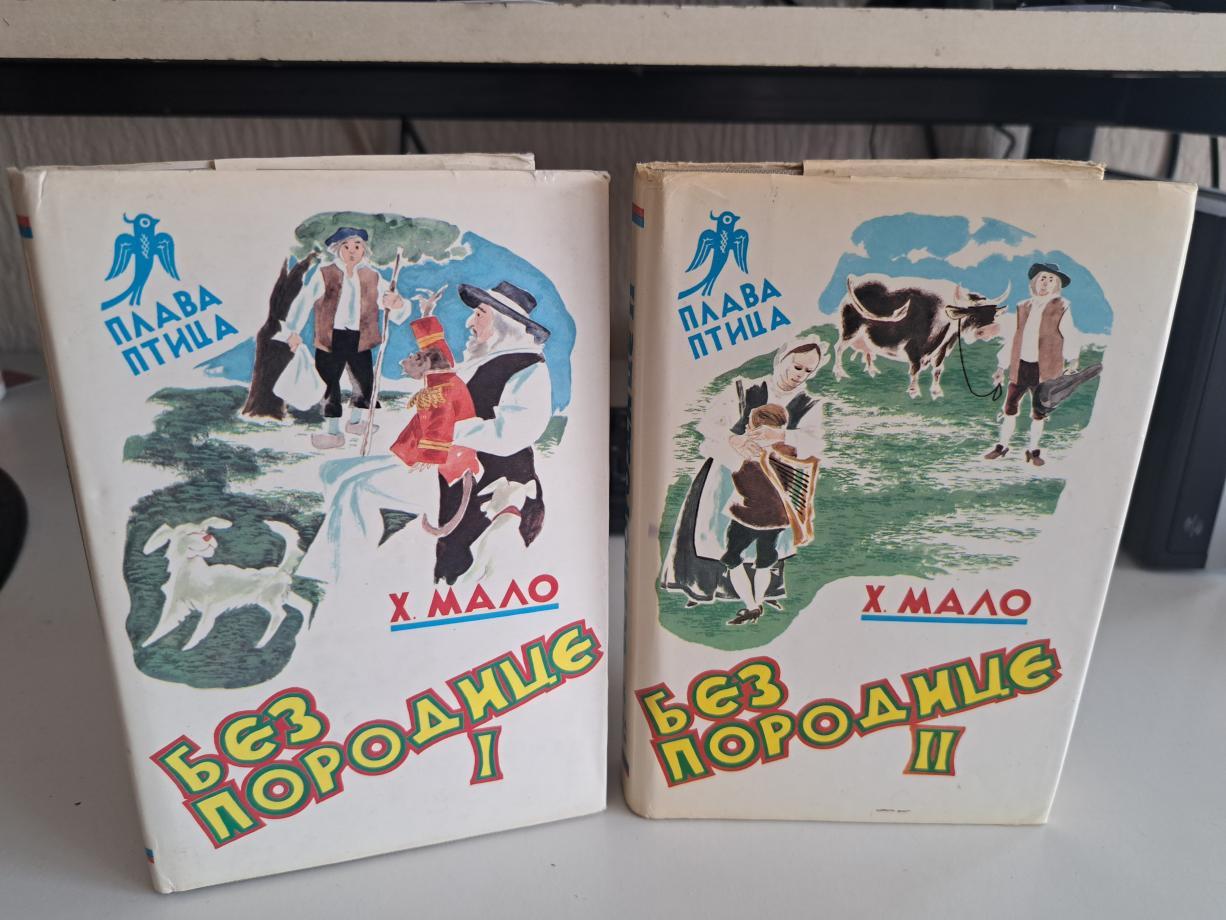 ПЛАВА
ПТИЦА
Х. МАЛО
БЕЗ
ПОРОДИЦЕ
I
ПЛАВА
ПТИЦА
Х. МАЛО
БЕЗ
ПОРОДИЦЕ
II